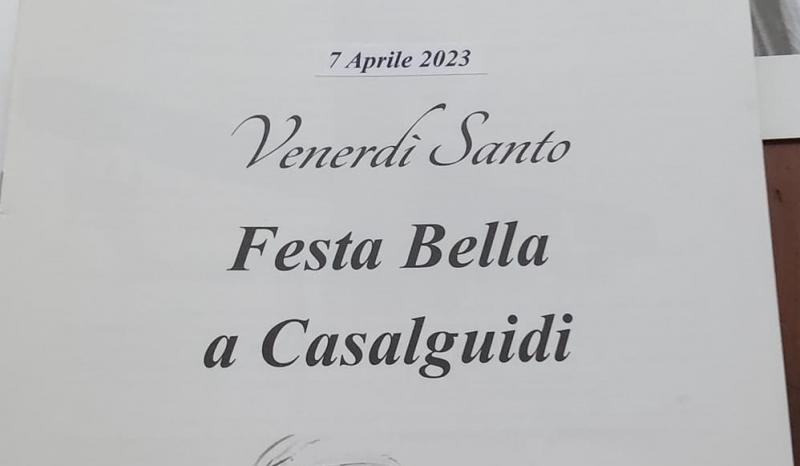 7 Aprile 2023
Venerdì Santo
Festa Bella
a Casalguidi